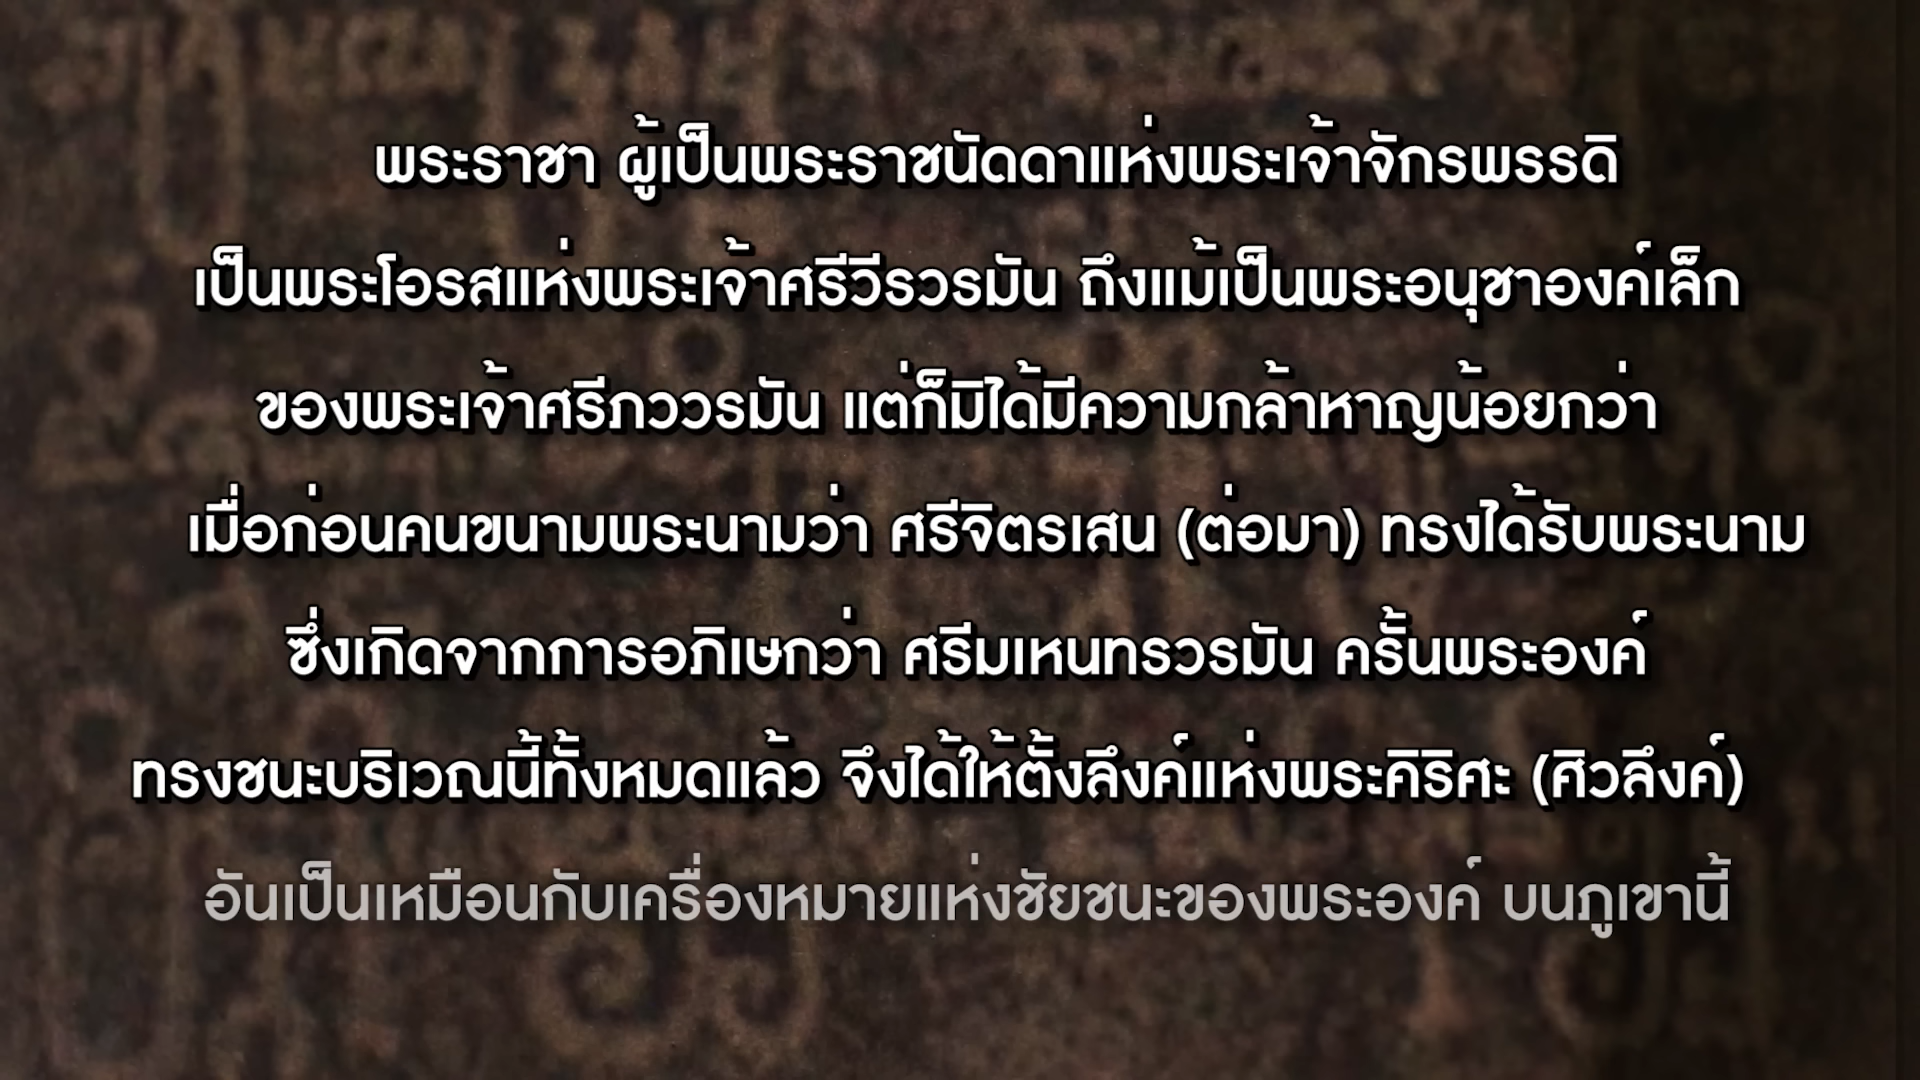 พระราชา ผู้เป็นพระราชนัดดาแห่งพระเจ้าจักรพรรดิ
เป็นพระโอรสแห่งพระเจ้าศรีวีรวรมัน ถึงแม้เป็นพระอนุชาองค์เล็ก
ของพระเจ้าศรีภววรมัน แต่ก็มิได้มีความกล้าหาญน้อยกว่า
เมื่อก่อนคนขนามพระนามว่า ศรีจิตรเสน (ต่อมา) ทรงได้รับพระนาม
ซึ่งเกิดจากการอภิเษกว่า ศรีมเหนทรวรมัน ครั้นพระองค์
ทรงชนะบริเวณนี้ทั้งหมดแล้ว จึงได้ให้ตั้งลึงค์แห่งพระคิริศะ (ศิวลึงค์)
อันเป็นเหมือนกับเครื่องหมายแห่งชัยชนะของพระองค์ บนภูเขานี้